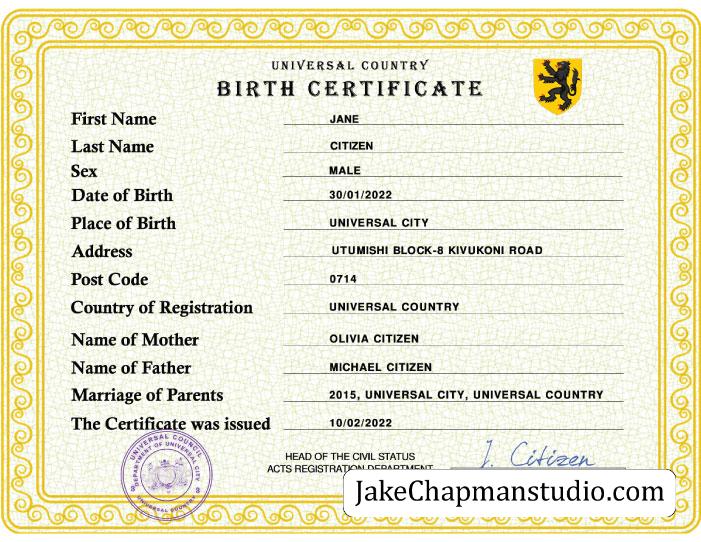 UNIVERSAL COUNTRY
BIRTH CERTIFICATE
First Name JANE
Last Name CITIZEN
Sex MALE
Date of Birth 30/01/2022
Place of Birth UNIVERSAL CITY
Address UTUMISHI BLOCK-8 KIVUKONI ROAD
Post Code 0714
Country of Registration UNIVERSAL COUNTRY
Name of Mother OLIVIA CITIZEN
Name of Father MICHAEL CITIZEN
Marriage of Parents 2015, UNIVERSAL CITY, UNIVERSAL COUNTRY
The Certificate was issued 10/02/2022
UNIVERSAL COUNCIL
DEPARTMENT OF UNIVERSAL CITY
UNIVERSAL COUNTRY
HEAD OF THE CIVIL STATUS
ACTS REGISTRATION DEPARTMENT
J. Citizen
JakeChapmanstudio.com